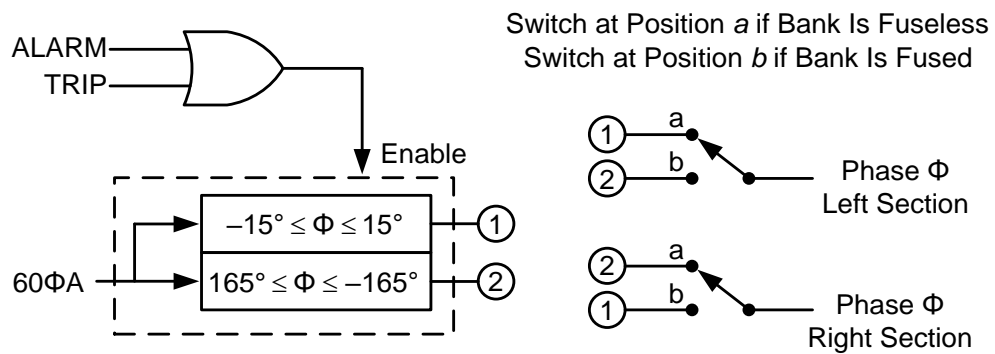 Switch at Position a if Bank Is Fuseless
Switch at Position b if Bank Is Fused
ALARM
TRIP
Enable
–15° ≤ Φ ≤ 15°
1
165° ≤ Φ ≤ –165°
2
60ΦA
1
a
2
b
Phase Φ
Left Section
2
a
1
b
Phase Φ
Right Section